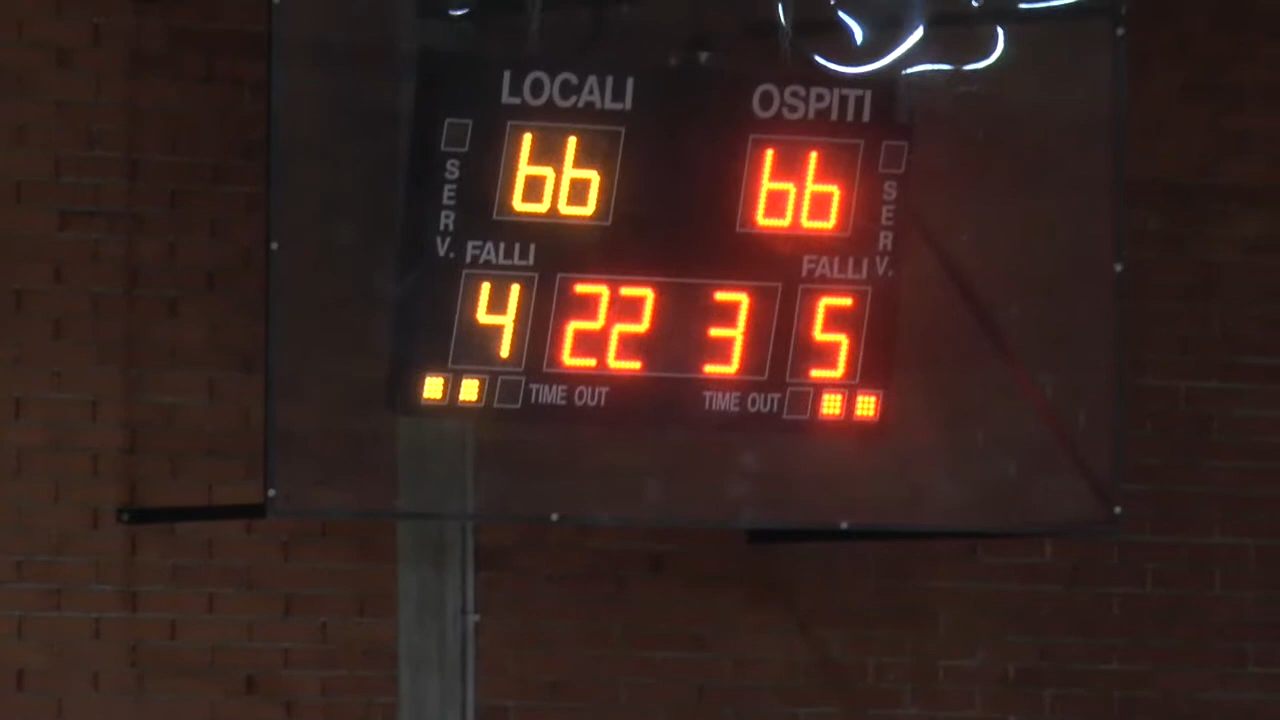 LOCALI OSPITI
66 66
SERV. SERV.
FALLI FALLI
4 22 3 5
TIME OUT TIME OUT